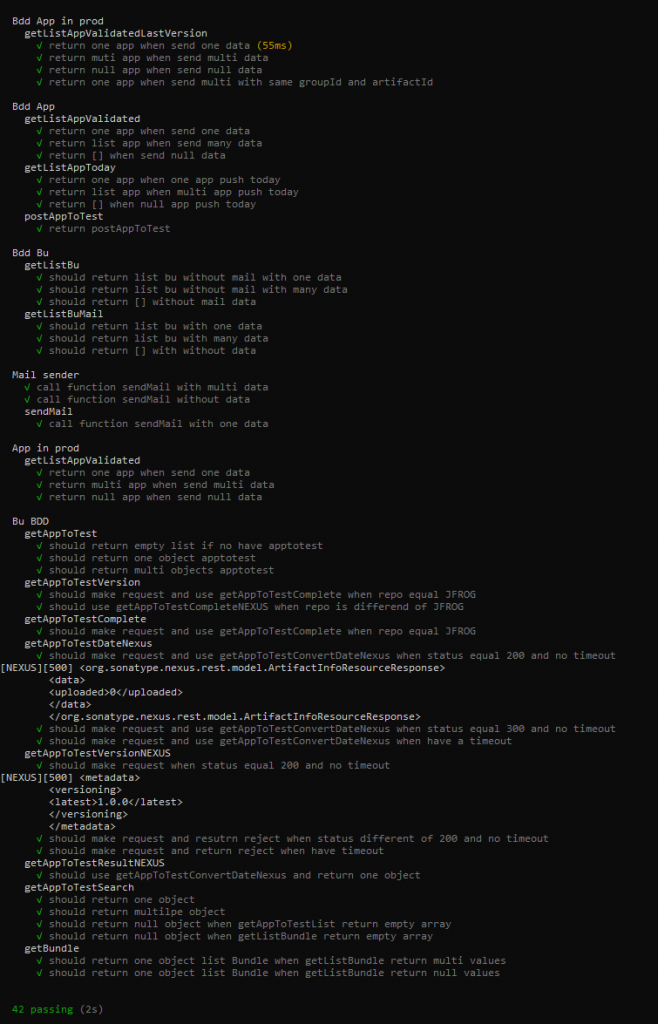 Bdd App in prod
getListAppValidatedLastVersion
√ return one app when send one data (55ms)
√ return muti app when send multi data
√ return null app when send null data
√ return one app when send multi with same groupId and artifactId
Bdd App
getListAppValidated
√ return one app when send one data
√ return list app when send many data
√ return [] when send null data
getListAppToday
√ return one app when one app push today
√ return list app when multi app push today
√ return [] when null app push today
postAppToTest
√ return postAppToTest
Bdd Bu
getListBu
√ should return list bu without mail with one data
√ should return list bu without mail with many data
√ should return [] without mail data
getListBuMail
√ should return list bu with one data
√ should return list bu with many data
√ should return [] with without data
Mail sender
√ call function sendMail with multi data
√ call function sendMail without data
sendMail
√ call function sendMail with one data
App in prod
getListAppValidated
√ return one app when send one data
√ return multi app when send multi data
√ return null app when send null data
Bu BDD
getAppToTest
√ should return empty list if no have apptotest
√ should return one object apptotest
√ should return multi objects apptotest
getAppToTestVersion
√ should make request and use getAppToTestComplete when repo equal JFROG
√ should use getAppToTestCompleteNEXUS when repo is differend of JFROG
getAppToTestComplete
√ should make request and use getAppToTestComplete when repo equal JFROG
getAppToTestDateNexus
√ should make request and use getAppToTestConvertDateNexus when status equal 200 and no timeout
[NEXUS][500] <org.sonatype.nexus.rest.model.ArtifactInfoResourceResponse>
<data>
<uploaded>0</uploaded>
</data>
</org.sonatype.nexus.rest.model.ArtifactInfoResourceResponse>
√ should make request and use getAppToTestConvertDateNexus when status equal 300 and no timeout
√ should make request and use getAppToTestConvertDateNexus when have a timeout
getAppToTestVersionNEXUS
√ should make request when status equal 200 and no timeout
[NEXUS][500] <metadata>
<versioning>
<latest>1.0.0</latest>
</versioning>
</metadata>
√ should make request and resutrn reject when status different of 200 and no timeout
√ should make request and return reject when have timeout
getAppToTestResultNEXUS
√ should use getAppToTestConvertDateNexus and return one object
getAppToTestSearch
√ should return one object
√ should return multilpe object
√ should return null object when getAppToTestList return empty array
√ should return null object when getListBundle return empty array
getBundle
√ should return one object list Bundle when getListBundle return multi values
√ should return one object list Bundle when getListBundle return null values
42 passing (2s)